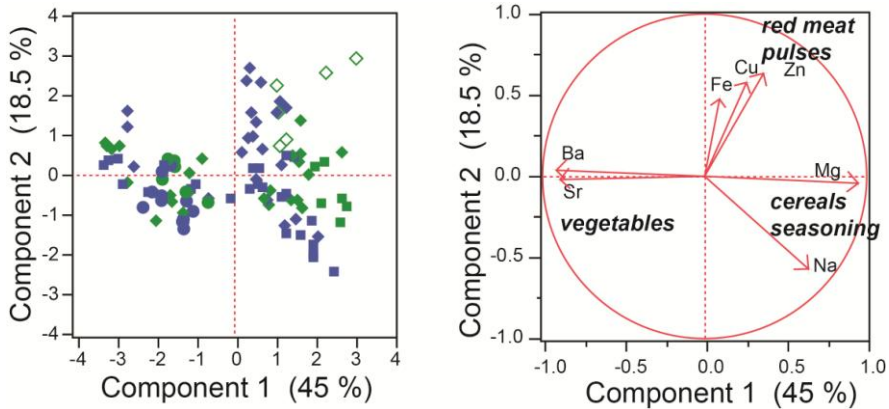 Component 2 (18.5 %)
4
3
2
1
0
-1
-2
-3
-4
-4 -3 -2 -1 0 1 2 3 4
Component 1 (45 %)
Component 2 (18.5 %)
1.0
0.5
0.0
-0.5
-1.0
red meat
pulses
Cu Zn
Fe
Ba
Mg
Sr
cereals
seasoning
vegetables
Na
-1.0 -0.5 0.0 0.5 1.0
Component 1 (45 %)